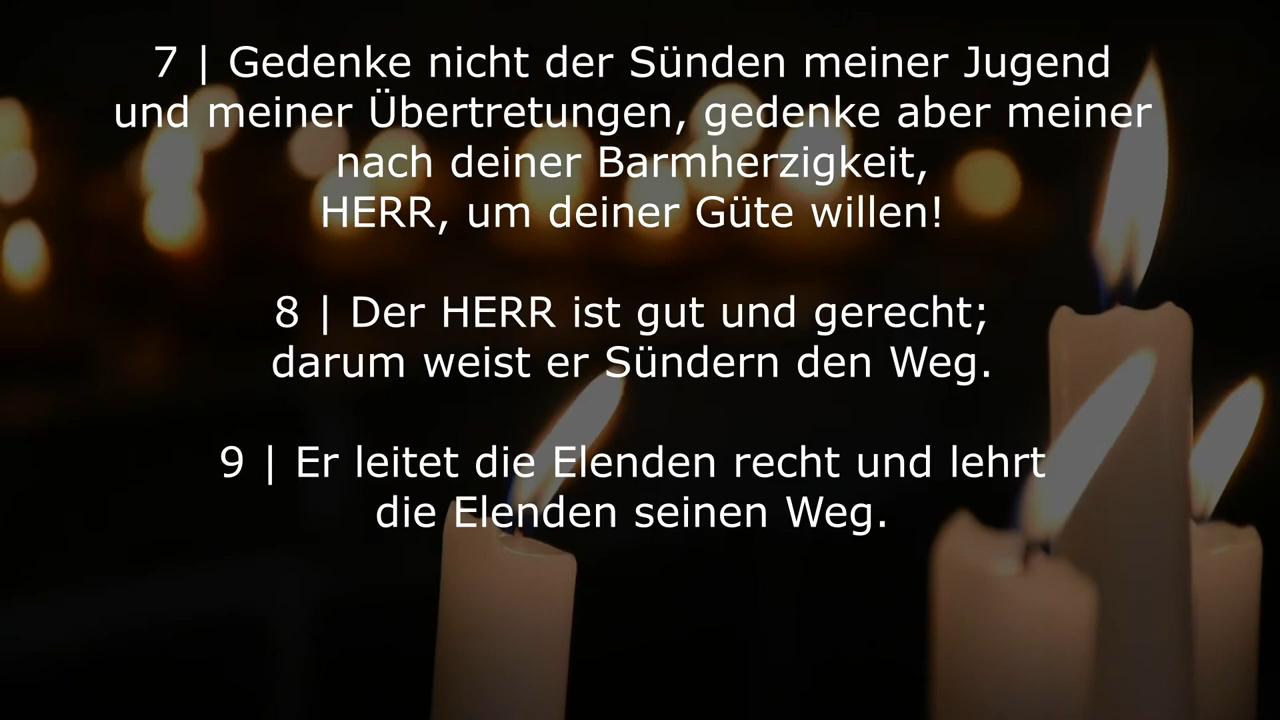 7 | Gedenke nicht der Sünden meiner Jugend
und meiner Übertretungen, gedenke aber meiner
nach deiner Barmherzigkeit,
HERR, um deiner Güte willen!
8 | Der HERR ist gut und gerecht;
darum weist er Sündern den Weg.
9 | Er leitet die Elenden recht und lehrt
die Elenden seinen Weg.